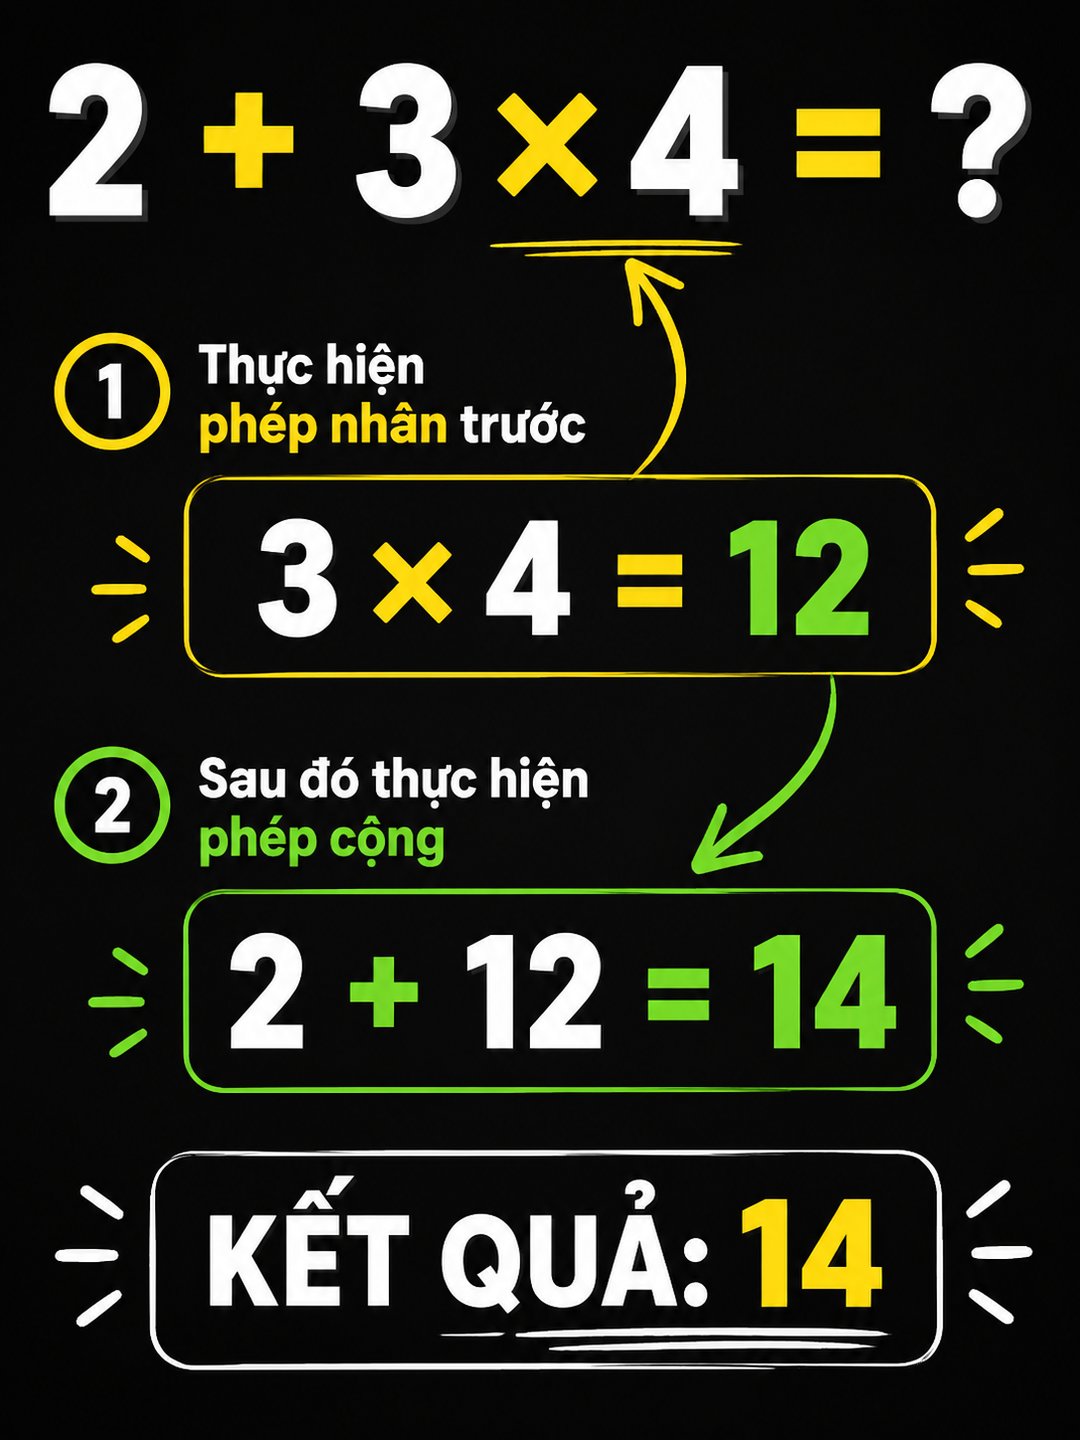 2 + 3 × 4 = ?
1
Thực hiện
phép nhân trước
3 × 4 = 12
2
Sau đó thực hiện
phép cộng
2 + 12 = 14
KẾT QUẢ: 14